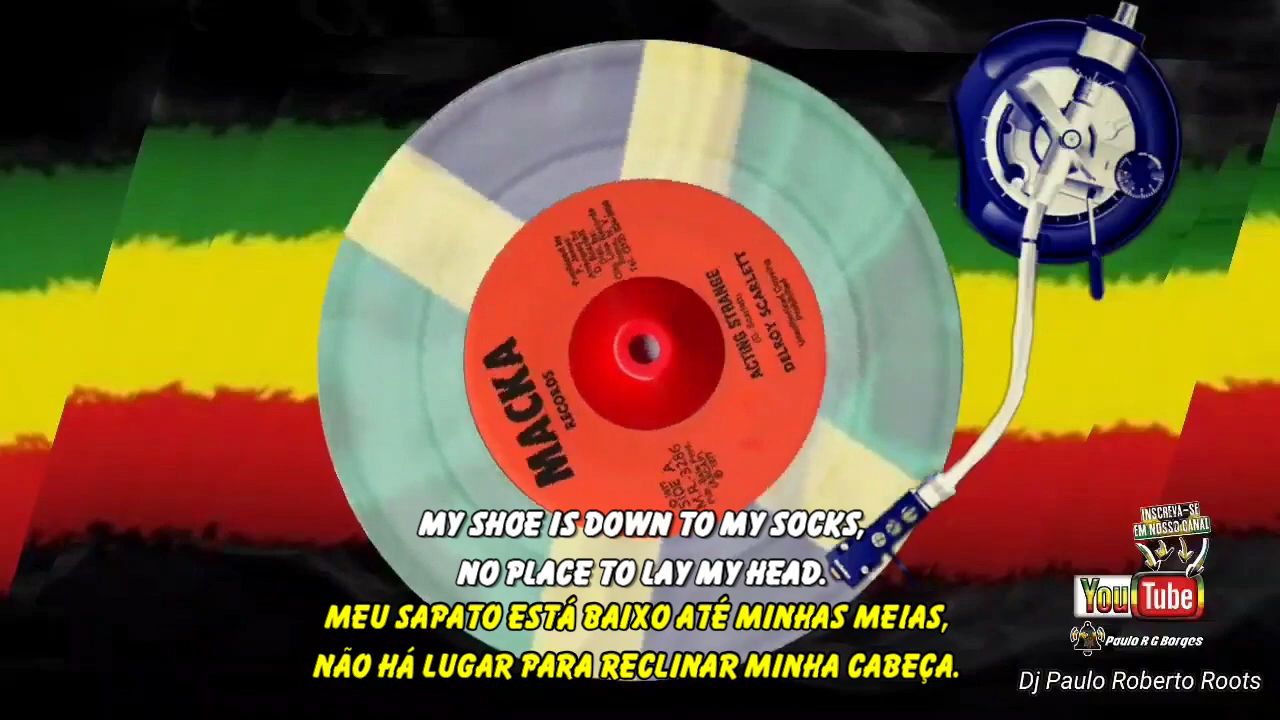 MACKA
RECORDS
ACTING STRANGE
DELROY SCARLETT
SIDE A
M.R. 3286
MY SHOE IS DOWN TO MY SOCKS,
NO PLACE TO LAY MY HEAD.
MEU SAPATO ESTÁ BAIXO ATÉ MINHAS MEIAS,
NÃO HÁ LUGAR PARA RECLINAR MINHA CABEÇA.
INSCREVA-SE
EM NOSSO CANAL
YouTube
Paulo R G Borges
Dj Paulo Roberto Roots